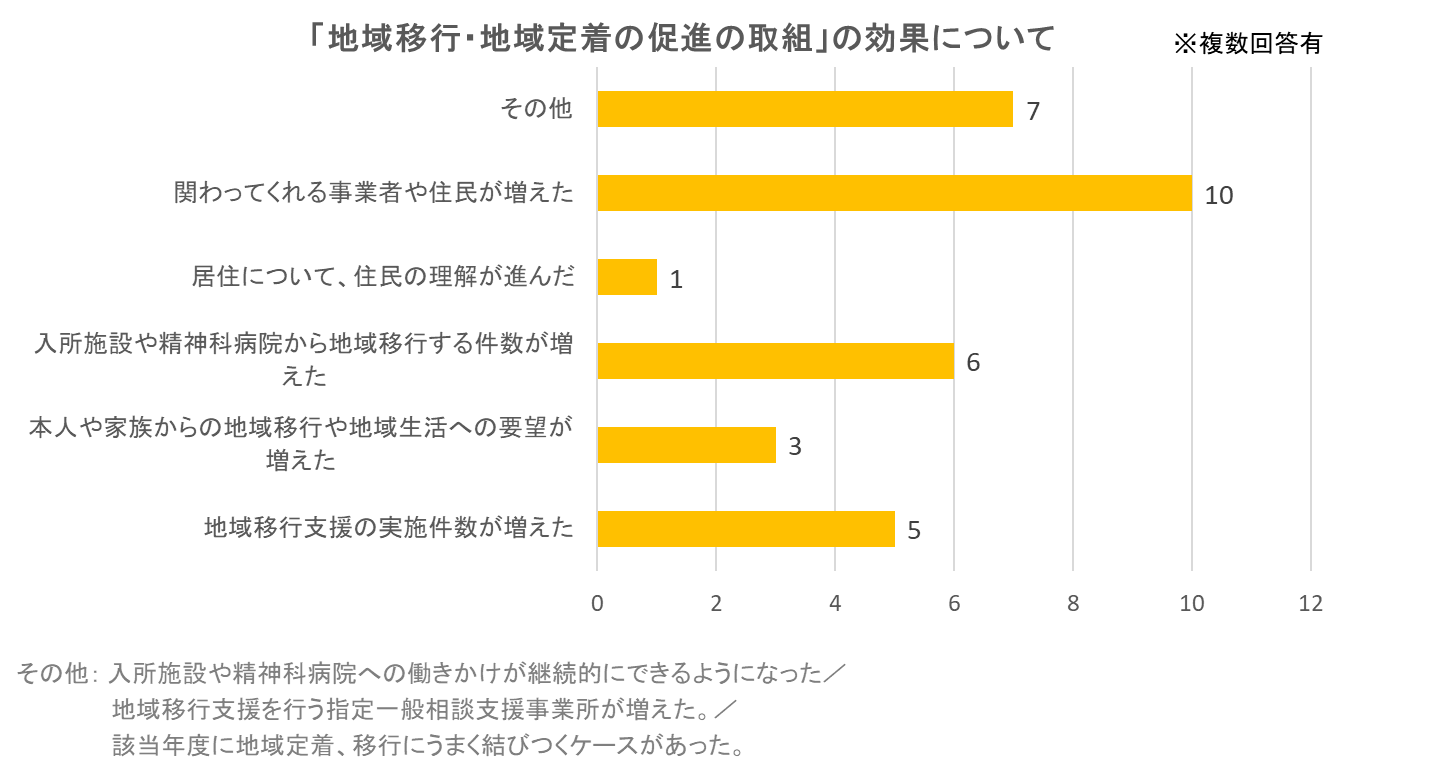 「地域移行・地域定着の促進の取組」の効果について
※複数回答有
その他
7
関わってくれる事業者や住民が増えた
10
居住について、住民の理解が進んだ
1
入所施設や精神科病院から地域移行する件数が増
えた
6
本人や家族からの地域移行や地域生活への要望が
増えた
3
地域移行支援の実施件数が増えた
5
0 2 4 6 8 10 12
その他： 入所施設や精神科病院への働きかけが継続的にできるようになった／
地域移行支援を行う指定一般相談支援事業所が増えた。／
該当年度に地域定着、移行にうまく結びつくケースがあった。